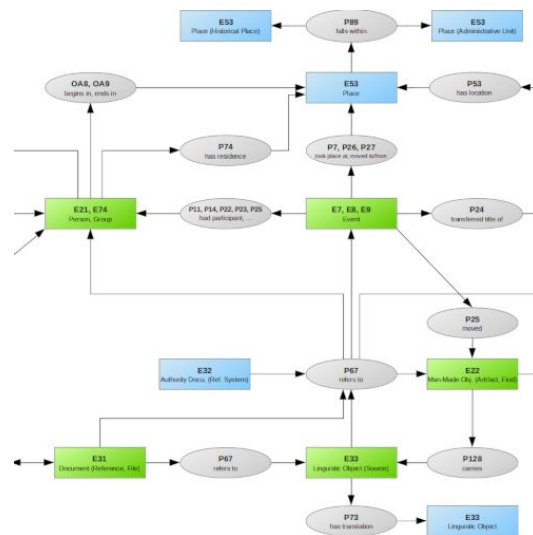 E53
Place (Historical Place)
P89
falls within
E53
Place (Administrative Unit)
OA8, OA9
begins in, ends in
E53
Place
P53
has location
P74
has residence
P7, P26, P27
took place at, moved to/from
E21, E74
Person, Group
P11, P14, P22, P23, P25
had participant, ...
E7, E8, E9
Event
P24
transferred title of
P25
moved
E32
Authority Docu. (Ref. System)
P67
refers to
E22
Man-Made Obj. (Artifact, Find)
E31
Document (Reference, File)
P67
refers to
E33
Linguistic Object (Source)
P128
carries
P73
has translation
E33
Linguistic Object